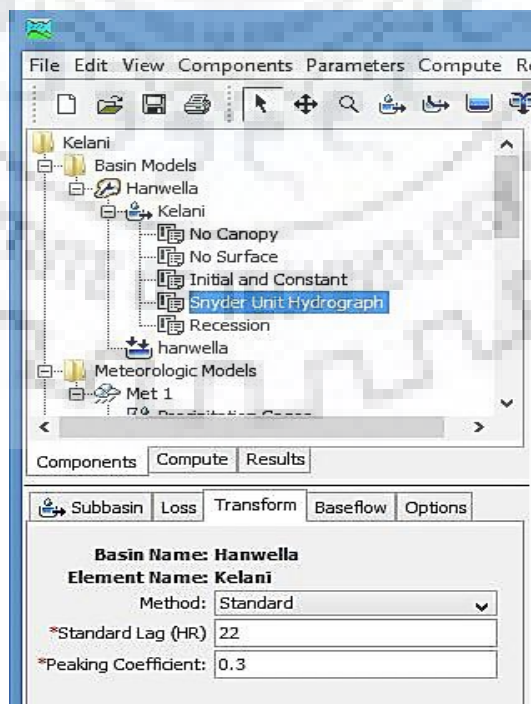 File Edit View Components Parameters Compute
Kelani
Basin Models
Hanwella
Kelani
No Canopy
No Surface
Initial and Constant
Snyder Unit Hydrograph
Recession
hanwella
Meteorologic Models
Met 1
Components Compute Results
Subbasin Loss Transform Baseflow Options
Basin Name: Hanwella
Element Name: Kelani
Method: Standard
*Standard Lag (HR) 22
*Peaking Coefficient: 0.3